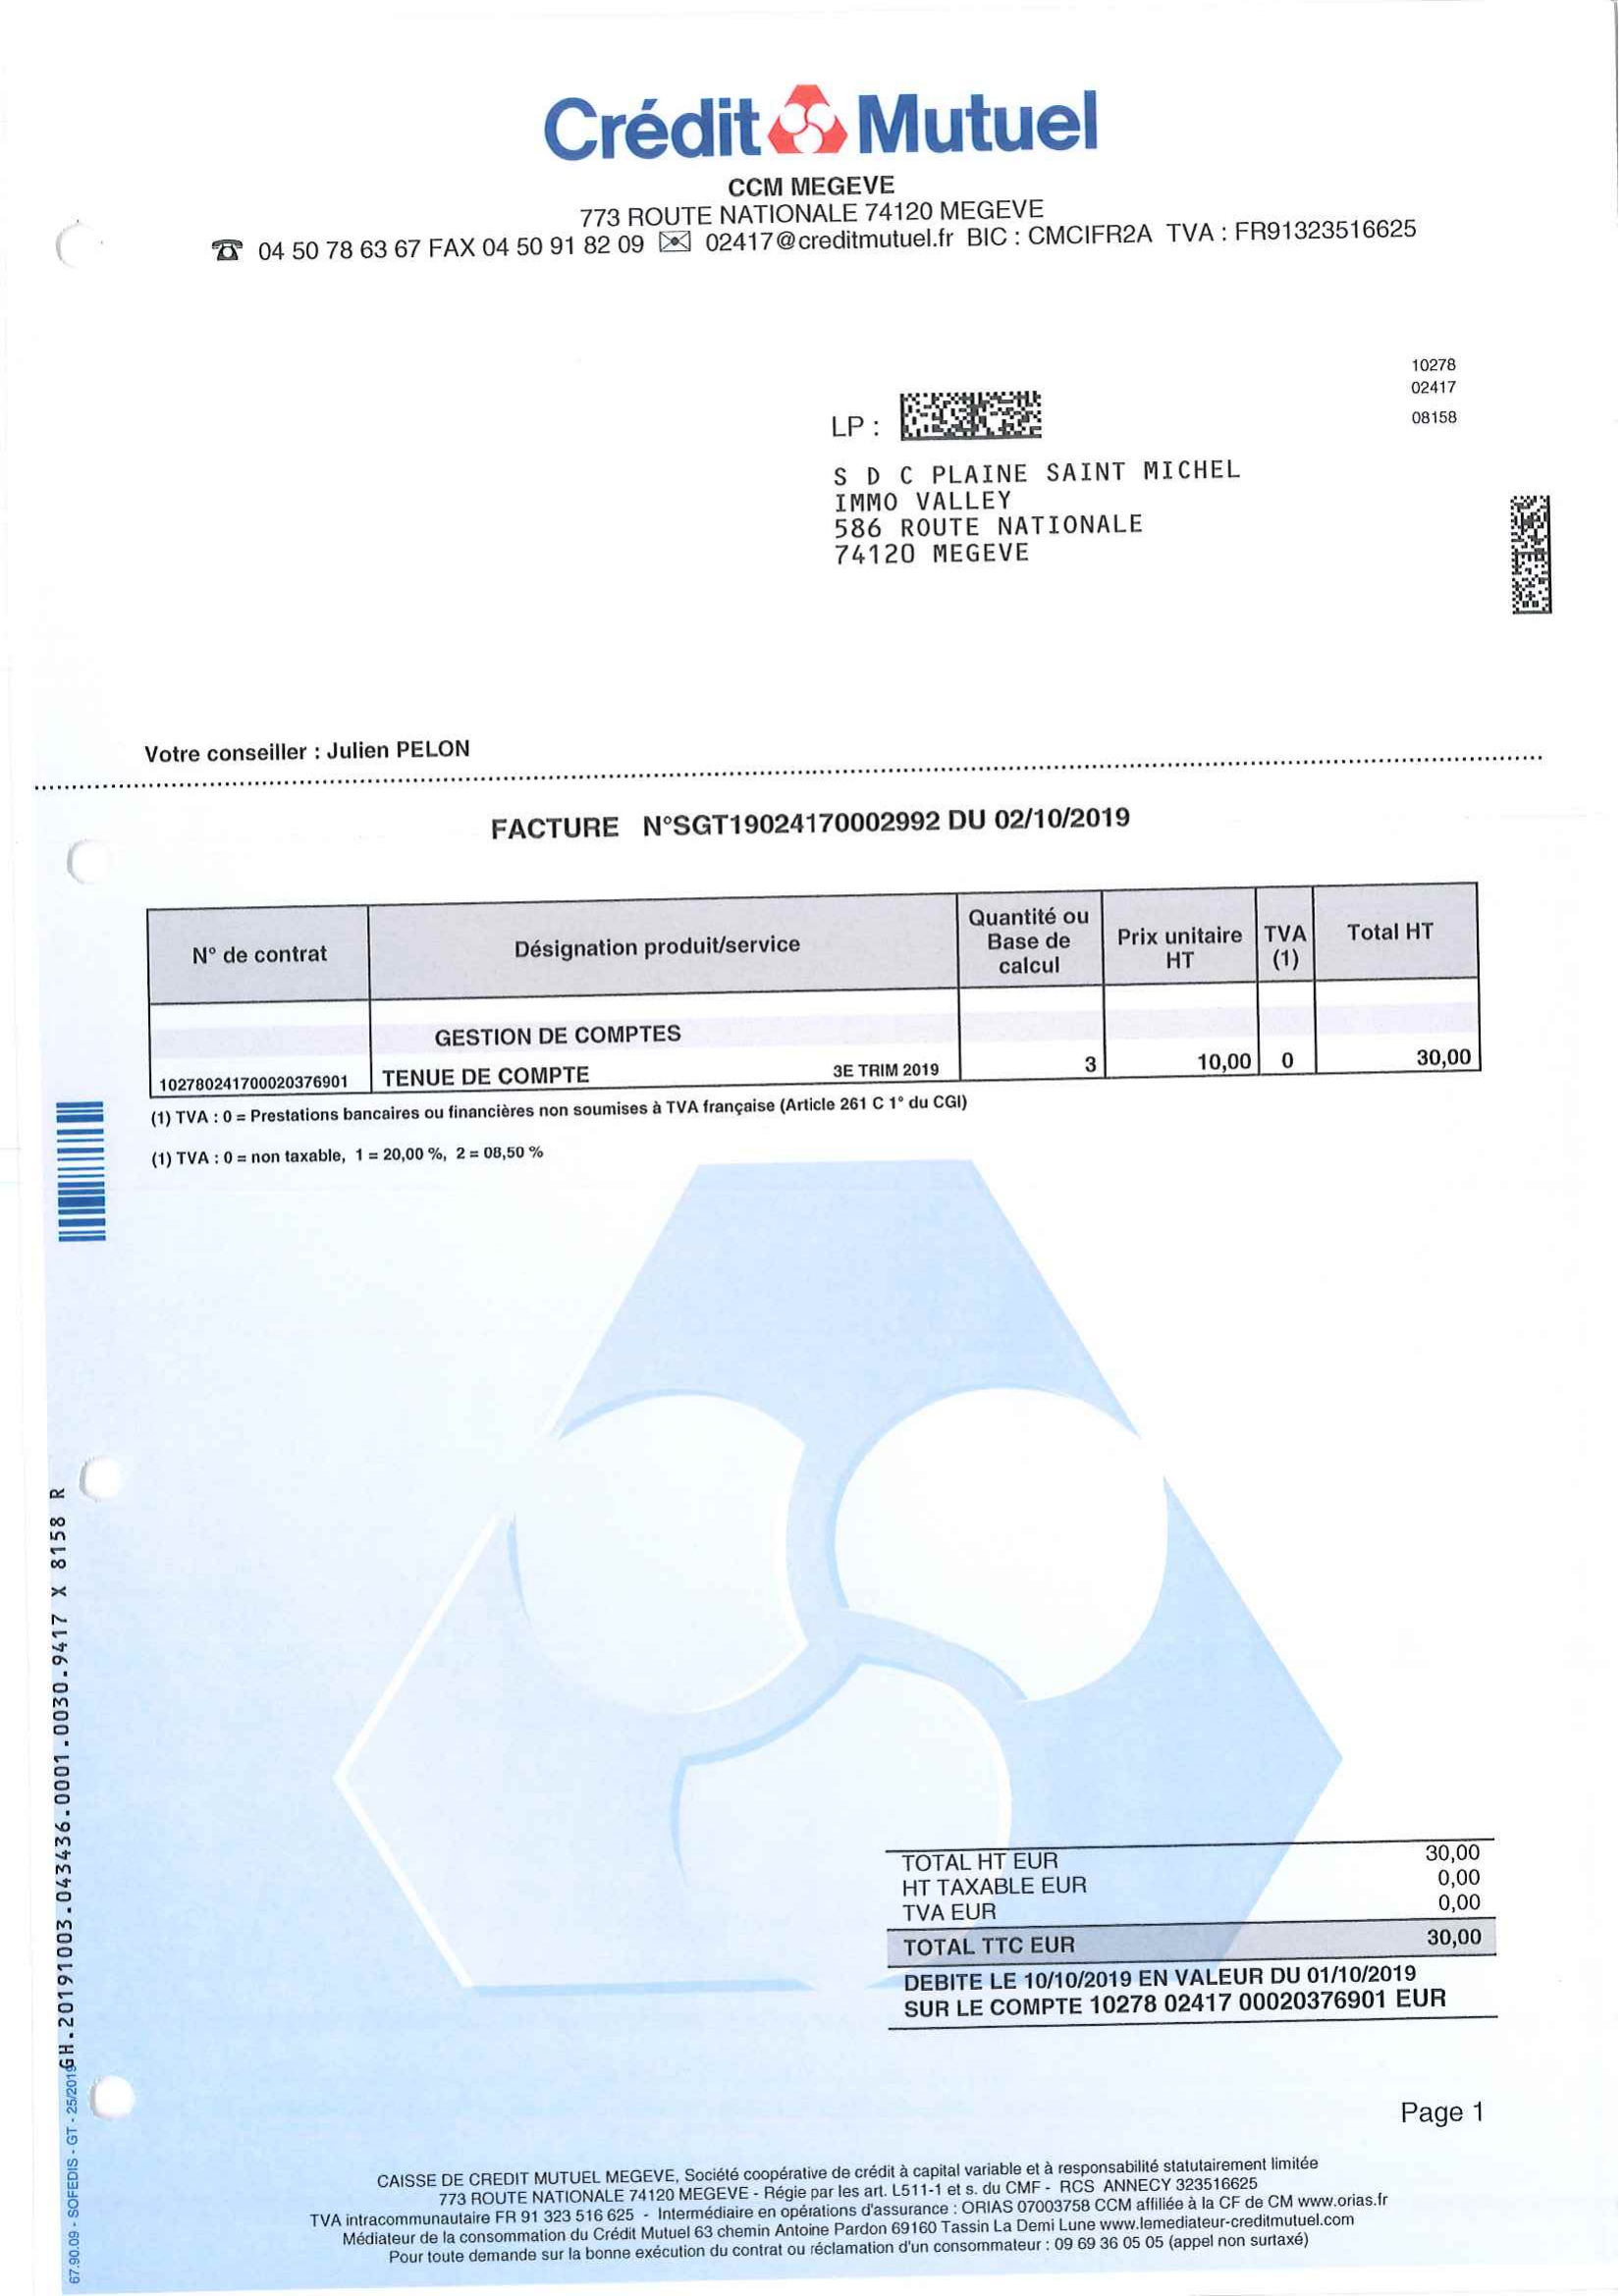 Crédit Mutuel
CCM MEGEVE
773 ROUTE NATIONALE 74120 MEGEVE
04 50 78 63 67 FAX 04 50 91 82 09 02417@creditmutuel.fr BIC : CMCIFR2A TVA : FR91323516625
10278
02417
08158
LP :
S D C PLAINE SAINT MICHEL
IMMO VALLEY
586 ROUTE NATIONALE
74120 MEGEVE
Votre conseiller : Julien PELON
FACTURE N°SGT19024170002992 DU 02/10/2019
N° de contrat Désignation produit/service Quantité ou Base de calcul Prix unitaire HT TVA (1) Total HT
GESTION DE COMPTES
102780241700020376901 TENUE DE COMPTE 3E TRIM 2019 3 10,00 0 30,00
(1) TVA : 0 = Prestations bancaires ou financières non soumises à TVA française (Article 261 C 1° du CGI)
(1) TVA : 0 = non taxable, 1 = 20,00 %, 2 = 08,50 %
TOTAL HT EUR 30,00
HT TAXABLE EUR 0,00
TVA EUR 0,00
TOTAL TTC EUR 30,00
DEBITE LE 10/10/2019 EN VALEUR DU 01/10/2019
SUR LE COMPTE 10278 02417 00020376901 EUR
Page 1
CAISSE DE CREDIT MUTUEL MEGEVE, Société coopérative de crédit à capital variable et à responsabilité statutairement limitée
773 ROUTE NATIONALE 74120 MEGEVE - Régie par les art. L511-1 et s. du CMF - RCS ANNECY 323516625
TVA intracommunautaire FR 91 323 516 625 - Intermédiaire en opérations d'assurance : ORIAS 07003758 CCM affiliée à la CF de CM www.orias.fr
Médiateur de la consommation du Crédit Mutuel 63 chemin Antoine Pardon 69160 Tassin La Demi Lune www.lemediateur-creditmutuel.com
Pour toute demande sur la bonne exécution du contrat ou réclamation d'un consommateur : 09 69 36 05 05 (appel non surtaxé)
67.90.09 - SOFEDIS - GT - 25/2019
GH.20191003.043436.0001.0030.9417 X 8158 R